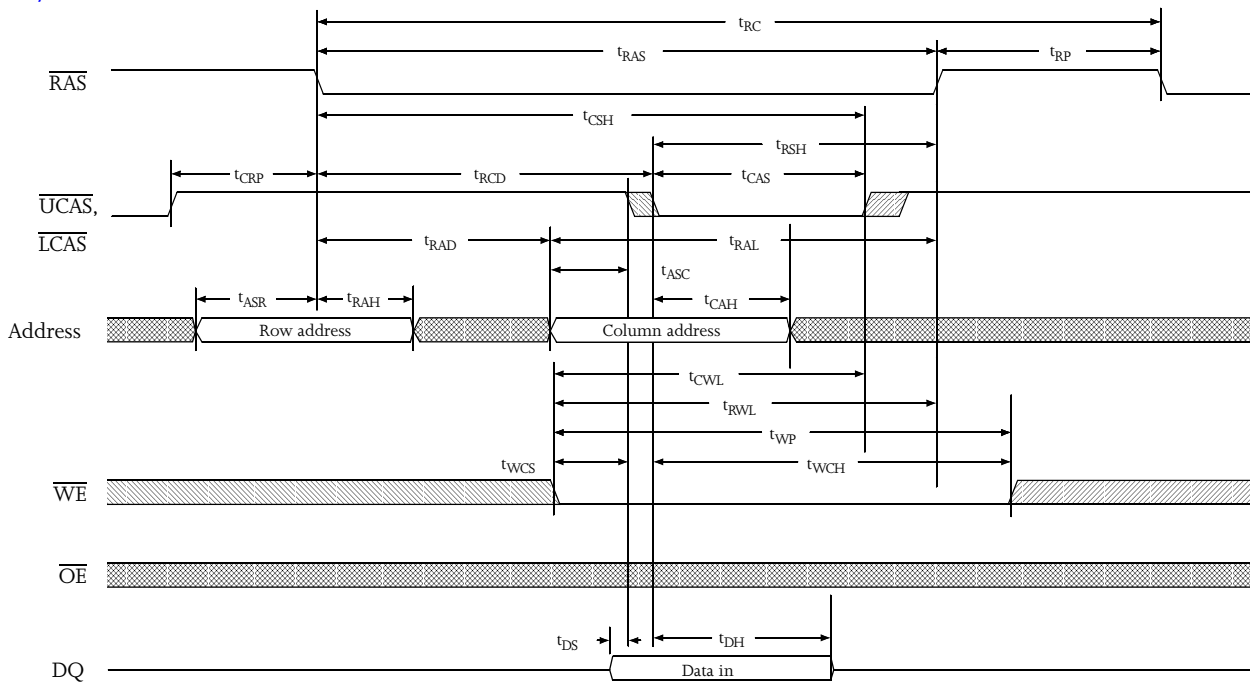 tRC
tRAS
tRP
RAS
tCSH
tRSH
tCRP
tRCD
tCAS
UCAS,
LCAS
tRAD
tRAL
tASC
tASR
tRAH
tCAH
Address
Row address
Column address
tCWL
tRWL
tWP
tWCS
tWCH
WE
OE
tDS
tDH
DQ
Data in